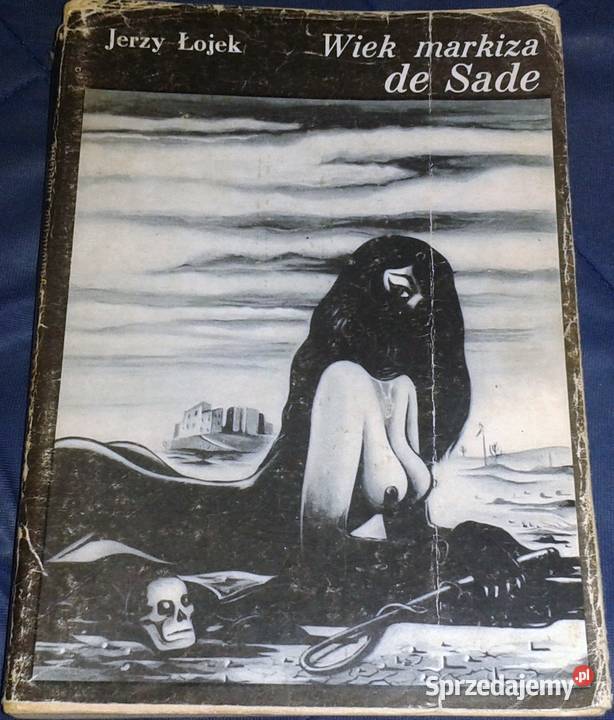 Jerzy Łojek
Wiek markiza
de Sade
Sprzedajemy.pl